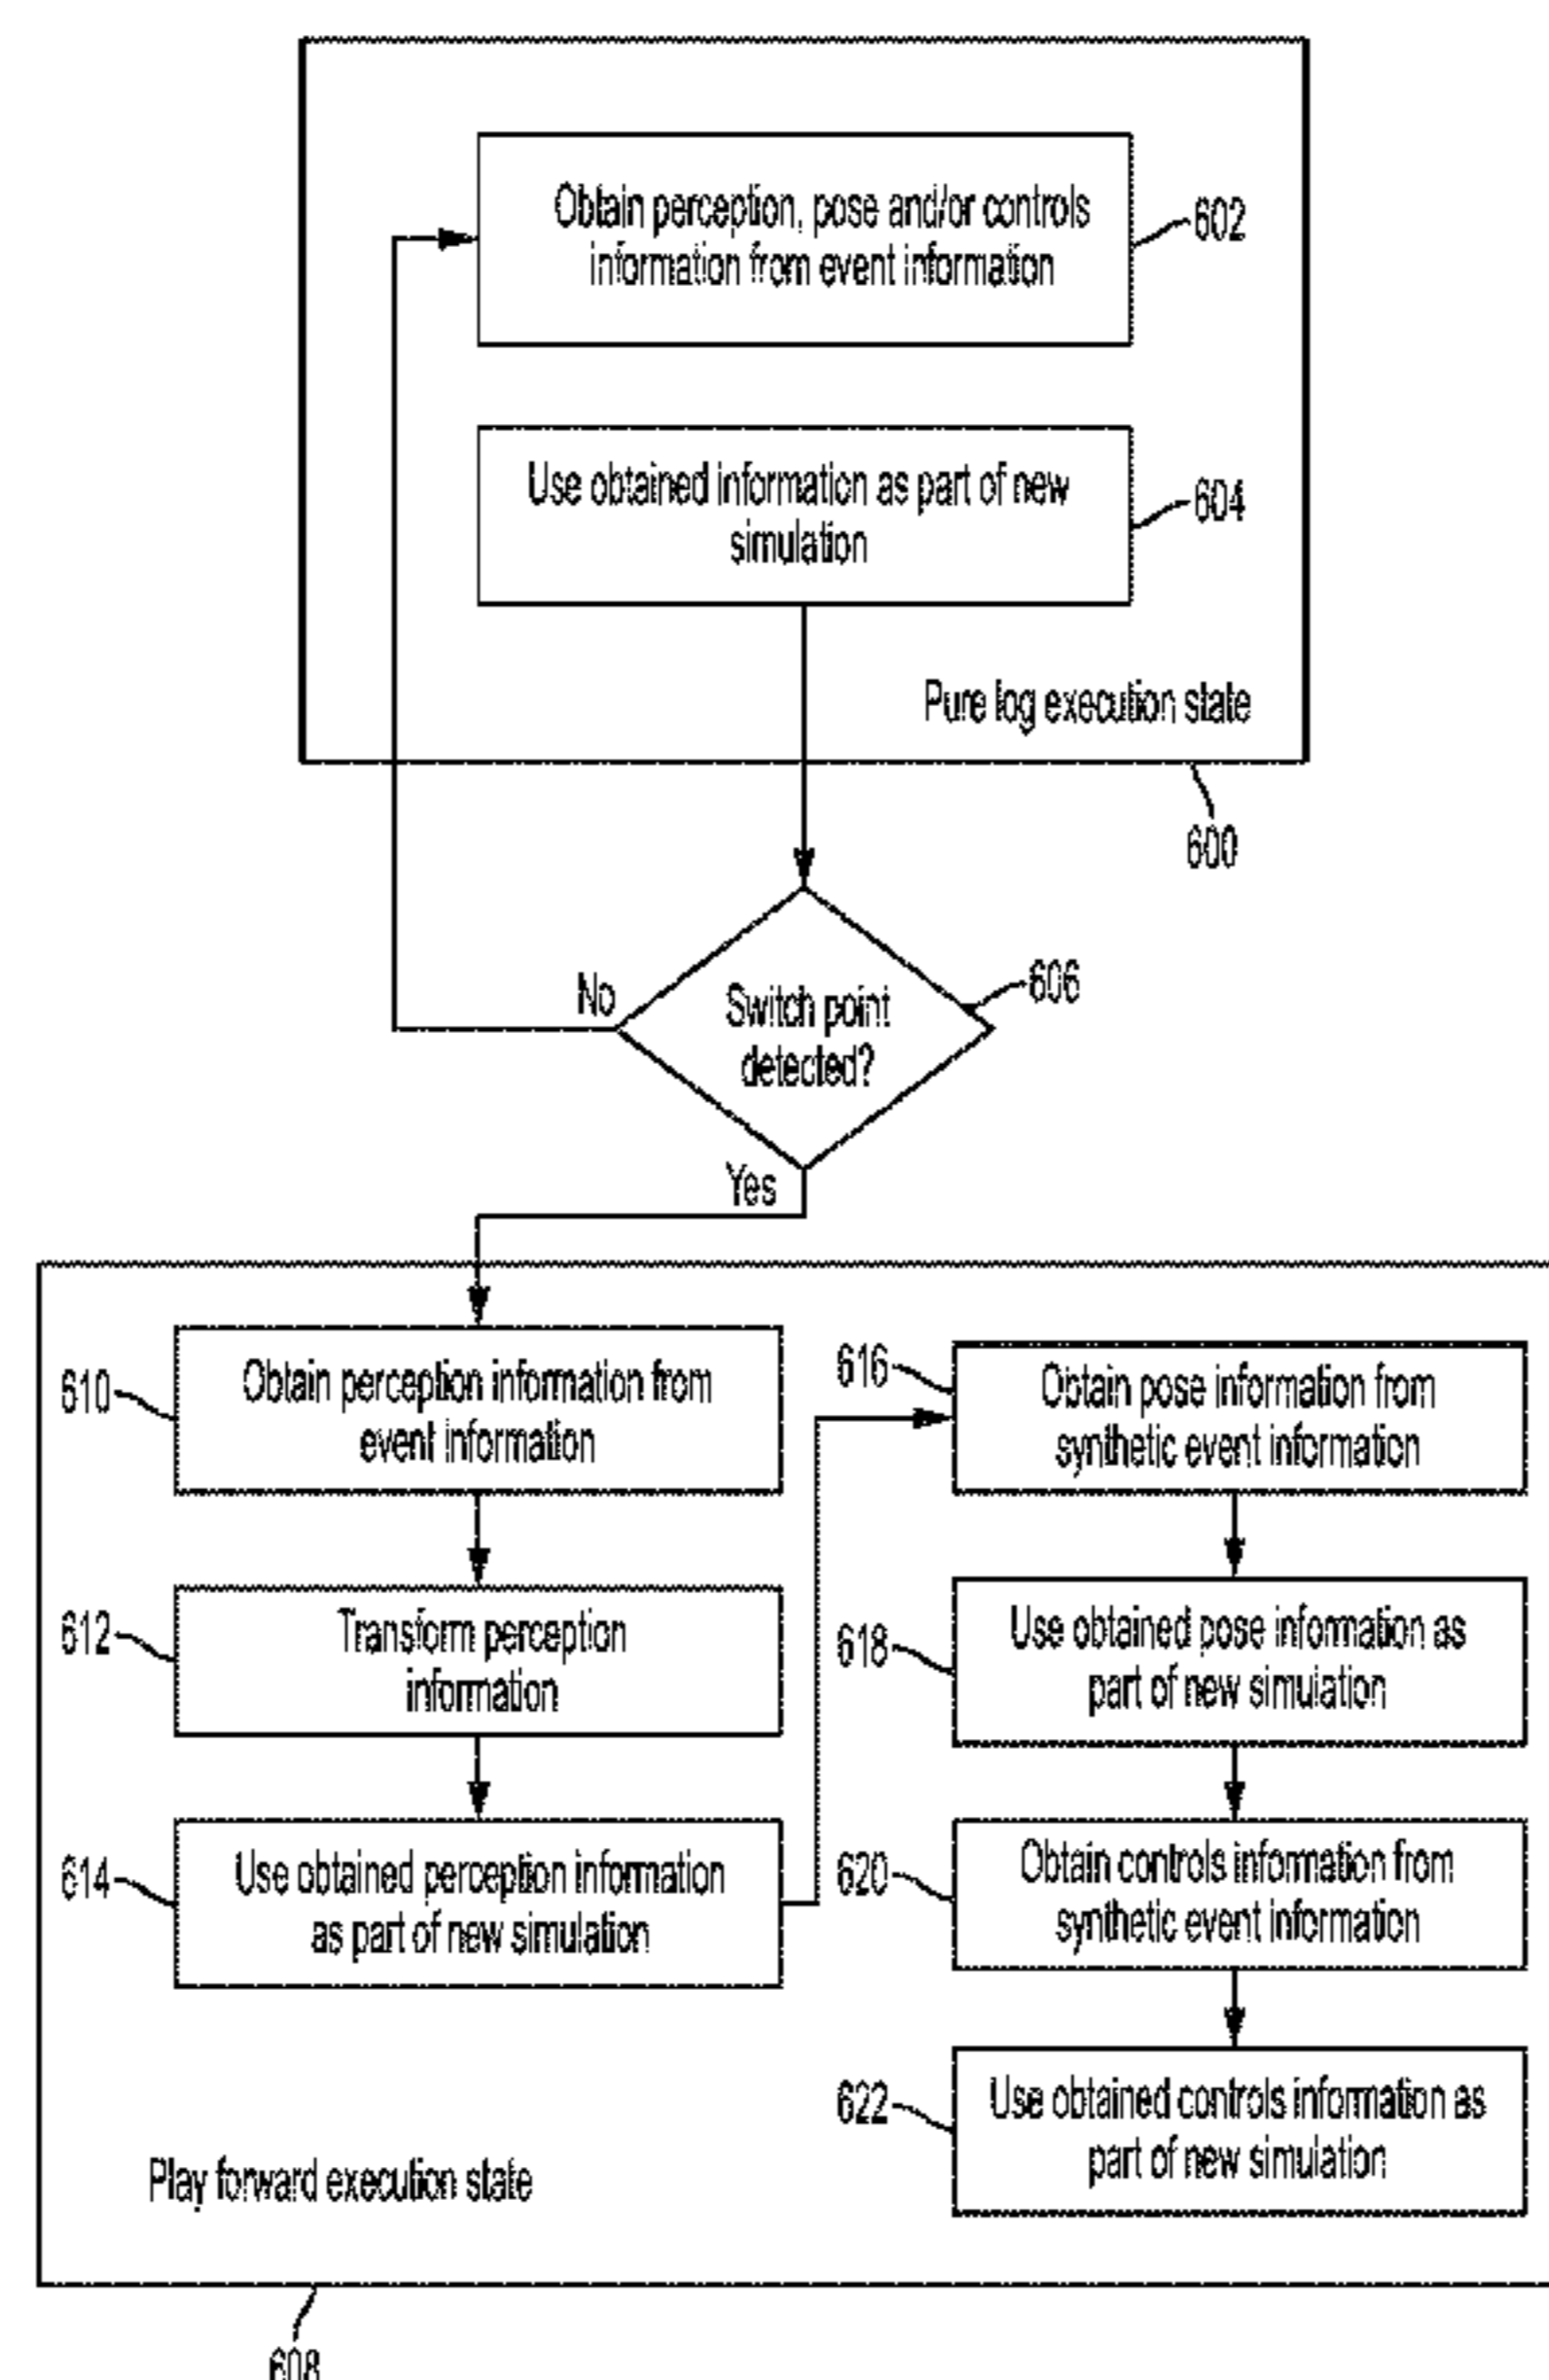 Obtain perception, pose and/or controls
information from event information
602
Use obtained information as part of new
simulation
604
Pure log execution state
600
Switch point
detected?
606
No
Yes
610
Obtain perception information from
event information
612
Transform perception
information
614
Use obtained perception information
as part of new simulation
616
Obtain pose information from
synthetic event information
618
Use obtained pose information as
part of new simulation
620
Obtain controls information from
synthetic event information
622
Use obtained controls information as
part of new simulation
Play forward execution state
608